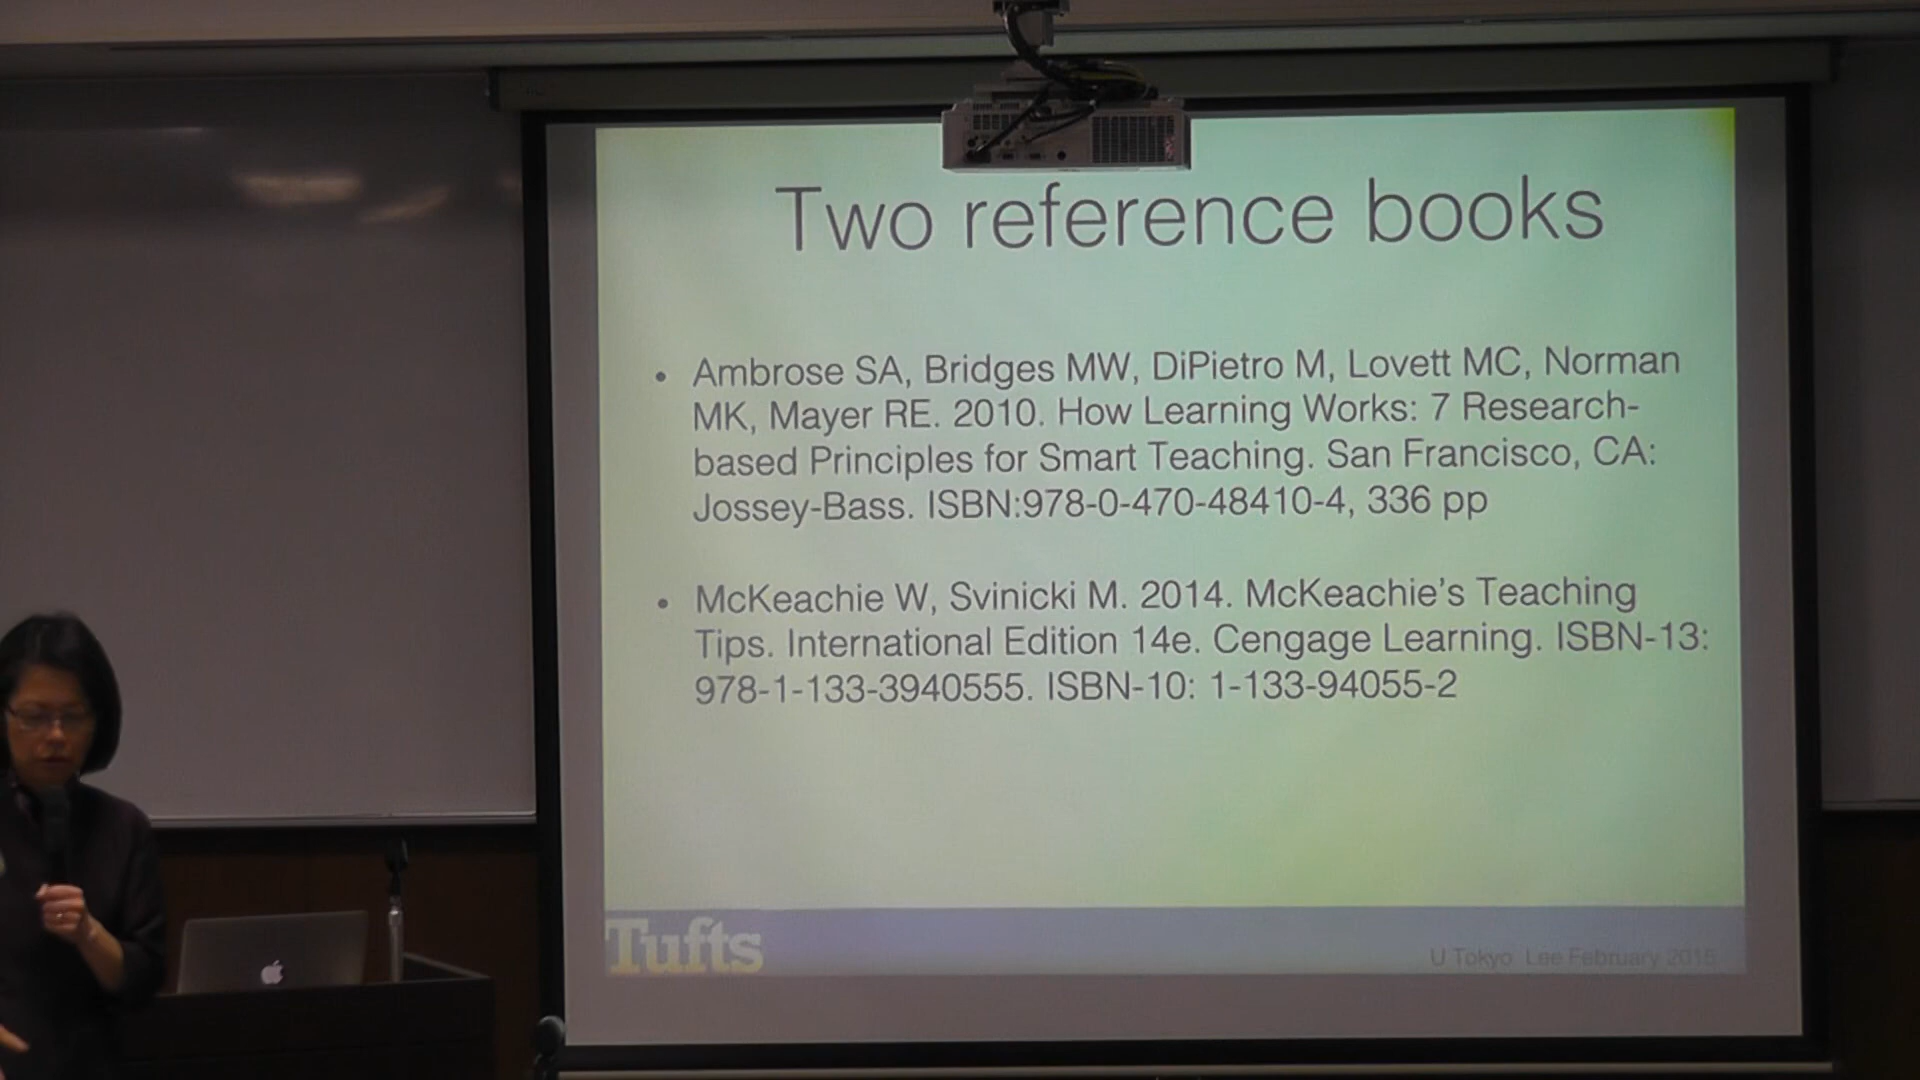 Two reference books
• Ambrose SA, Bridges MW, DiPietro M, Lovett MC, Norman
MK, Mayer RE. 2010. How Learning Works: 7 Research-
based Principles for Smart Teaching. San Francisco, CA:
Jossey-Bass. ISBN:978-0-470-48410-4, 336 pp
• McKeachie W, Svinicki M. 2014. McKeachie's Teaching
Tips. International Edition 14e. Cengage Learning. ISBN-13:
978-1-133-3940555. ISBN-10: 1-133-94055-2
Tufts
U Tokyo Lee February